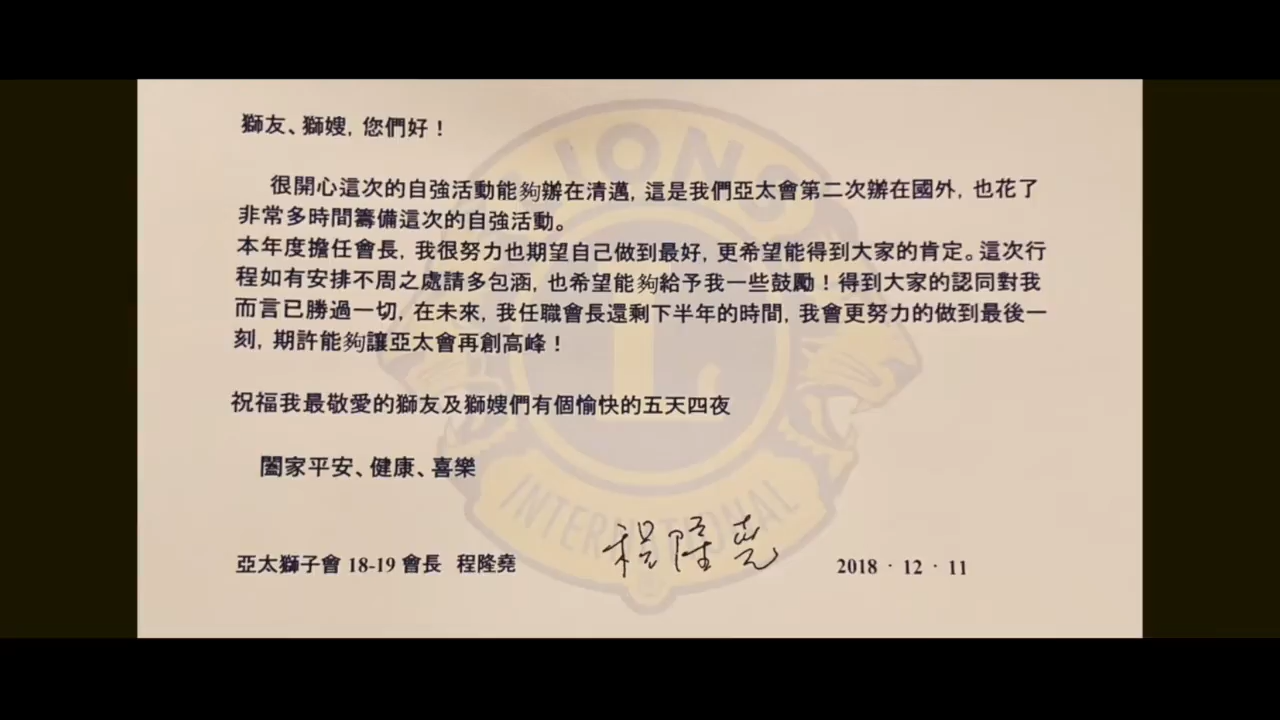 獅友、獅嫂, 您們好！
很開心這次的自強活動能夠辦在清邁, 這是我們亞太會第二次辦在國外, 也花了
非常多時間籌備這次的自強活動。
本年度擔任會長, 我很努力也期望自己做到最好, 更希望能得到大家的肯定。這次行
程如有安排不周之處請多包涵, 也希望能夠給予我一些鼓勵！得到大家的認同對我
而言已勝過一切, 在未來, 我任職會長還剩下半年的時間, 我會更努力的做到最後一
刻, 期許能夠讓亞太會再創高峰！
祝福我最敬愛的獅友及獅嫂們有個愉快的五天四夜
闔家平安、健康、喜樂
亞太獅子會 18-19 會長 程隆堯 程隆堯 2018．12．11
LIONS
L
INTERNATIONAL